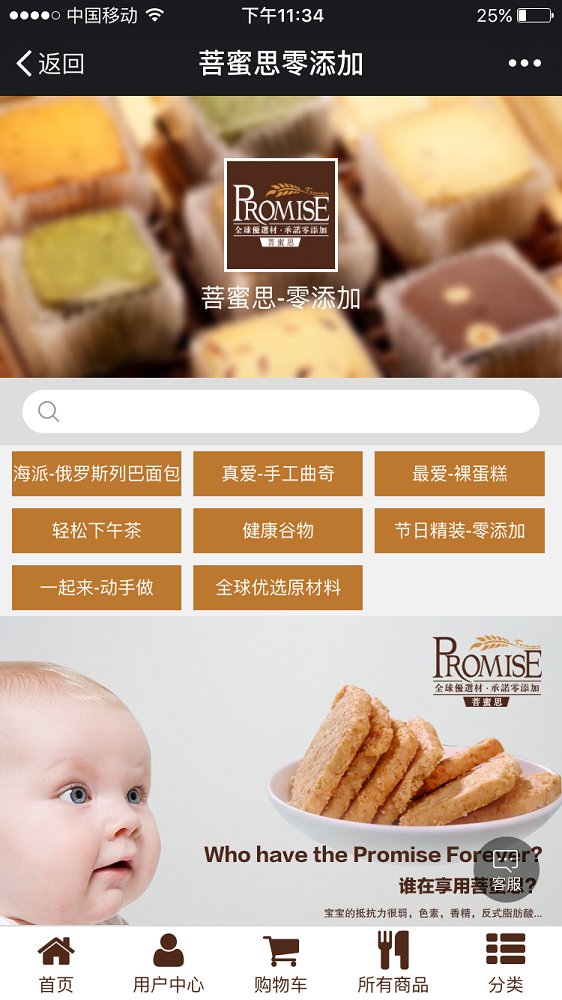 中国移动
下午11:34
25%
返回
菩蜜思零添加
PROMISE
全球優選材·承諾零添加
菩蜜思
菩蜜思-零添加
海派-俄罗斯列巴面包
真爱-手工曲奇
最爱-裸蛋糕
轻松下午茶
健康谷物
节日精装-零添加
一起来-动手做
全球优选原材料
PROMISE
全球優選材·承諾零添加
菩蜜思
Who have the Promise Forever?
谁在享用菩蜜思?
客服
宝宝的抵抗力很弱，色素，香精，反式脂肪酸...
首页
用户中心
购物车
所有商品
分类